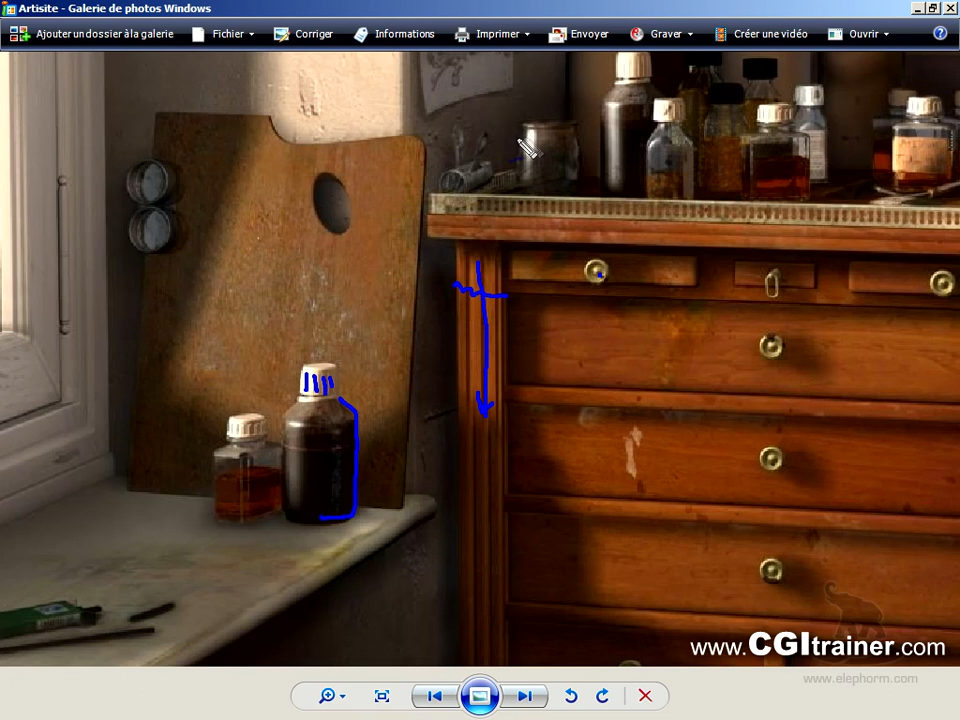 Artisite - Galerie de photos Windows
Ajouter un dossier à la galerie Fichier Corriger Informations Imprimer Envoyer Graver Créer une vidéo Ouvrir
www.CGItrainer.com
www.elephorm.com